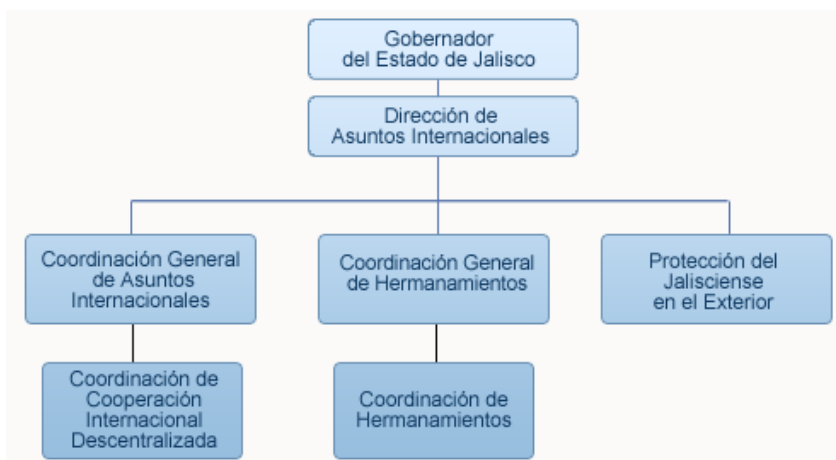 Gobernador
del Estado de Jalisco
Dirección de
Asuntos Internacionales
Coordinación General
de Asuntos
Internacionales
Coordinación General
de Hermanamientos
Protección del
Jalisciense
en el Exterior
Coordinación de
Cooperación
Internacional
Descentralizada
Coordinación de
Hermanamientos